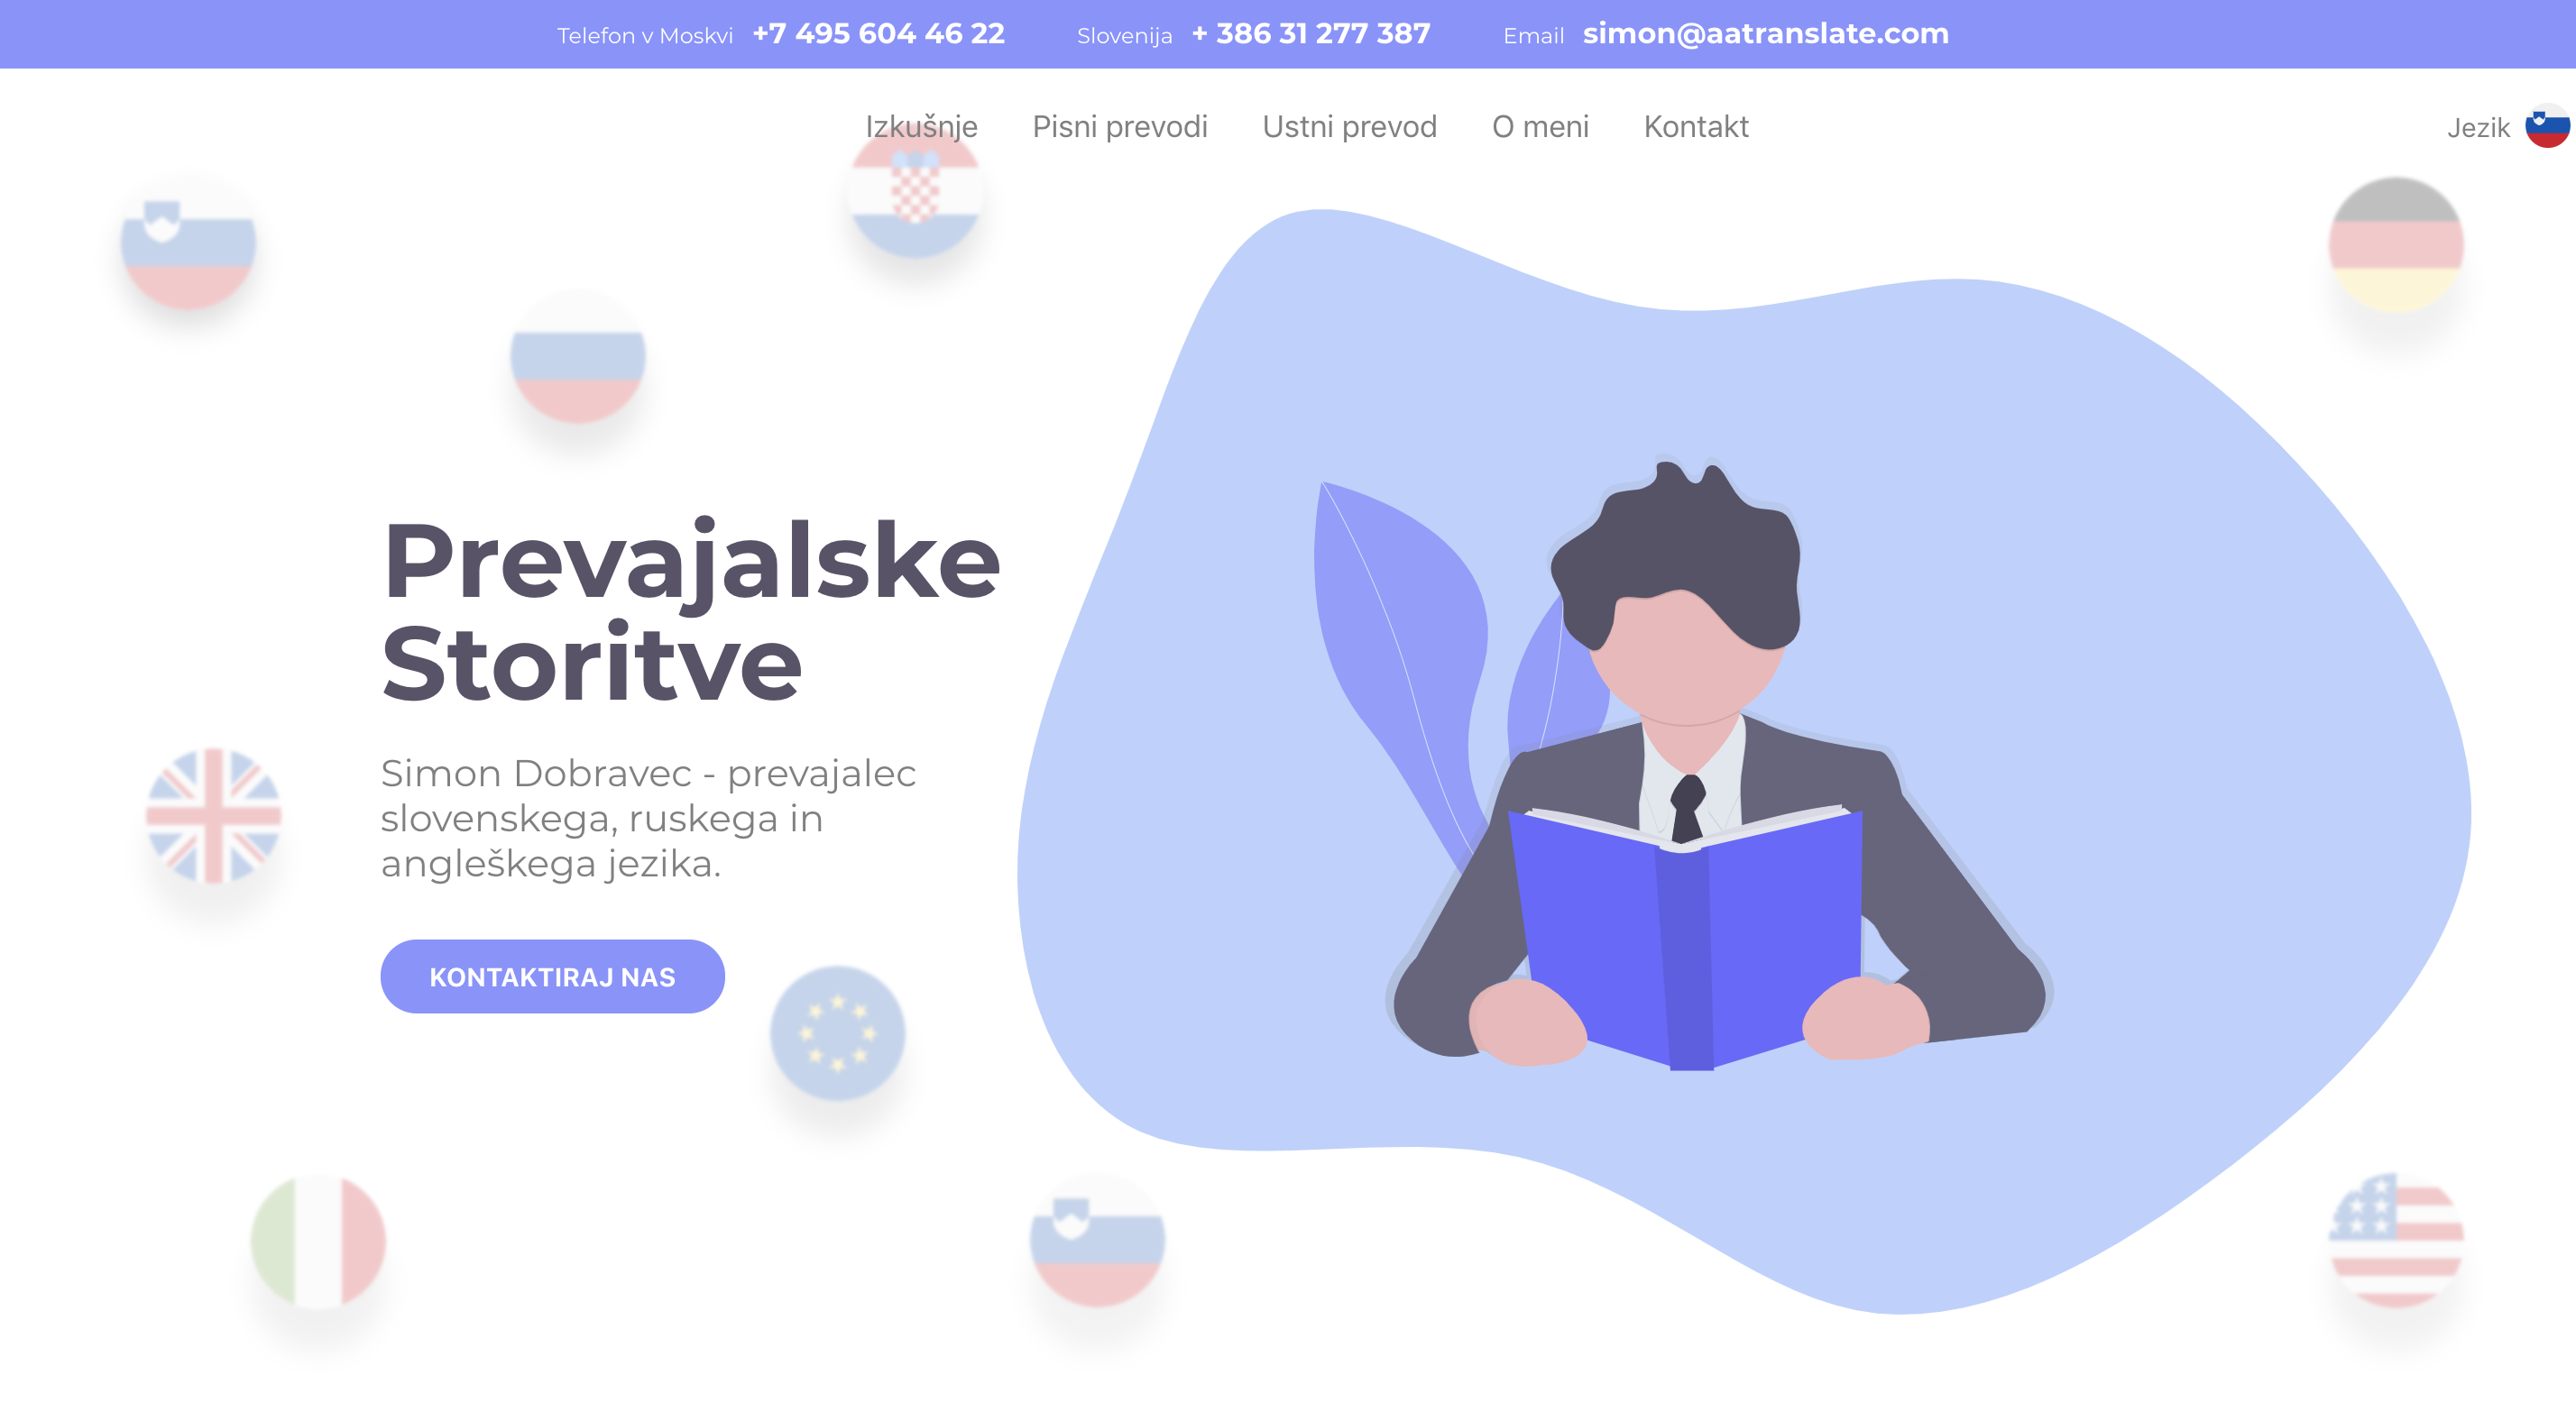 Telefon v Moskvi +7 495 604 46 22 Slovenija + 386 31 277 387 Email simon@aatranslate.com
Izkušnje Pisni prevodi Ustni prevod O meni Kontakt Jezik
Prevajalske
Storitve
Simon Dobravec - prevajalec
slovenskega, ruskega in
angleškega jezika.
KONTAKTIRAJ NAS